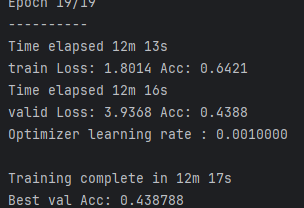 Epoch 19/19
----------
Time elapsed 12m 13s
train Loss: 1.8014 Acc: 0.6421
Time elapsed 12m 16s
valid Loss: 3.9368 Acc: 0.4388
Optimizer learning rate : 0.0010000
Training complete in 12m 17s
Best val Acc: 0.438788